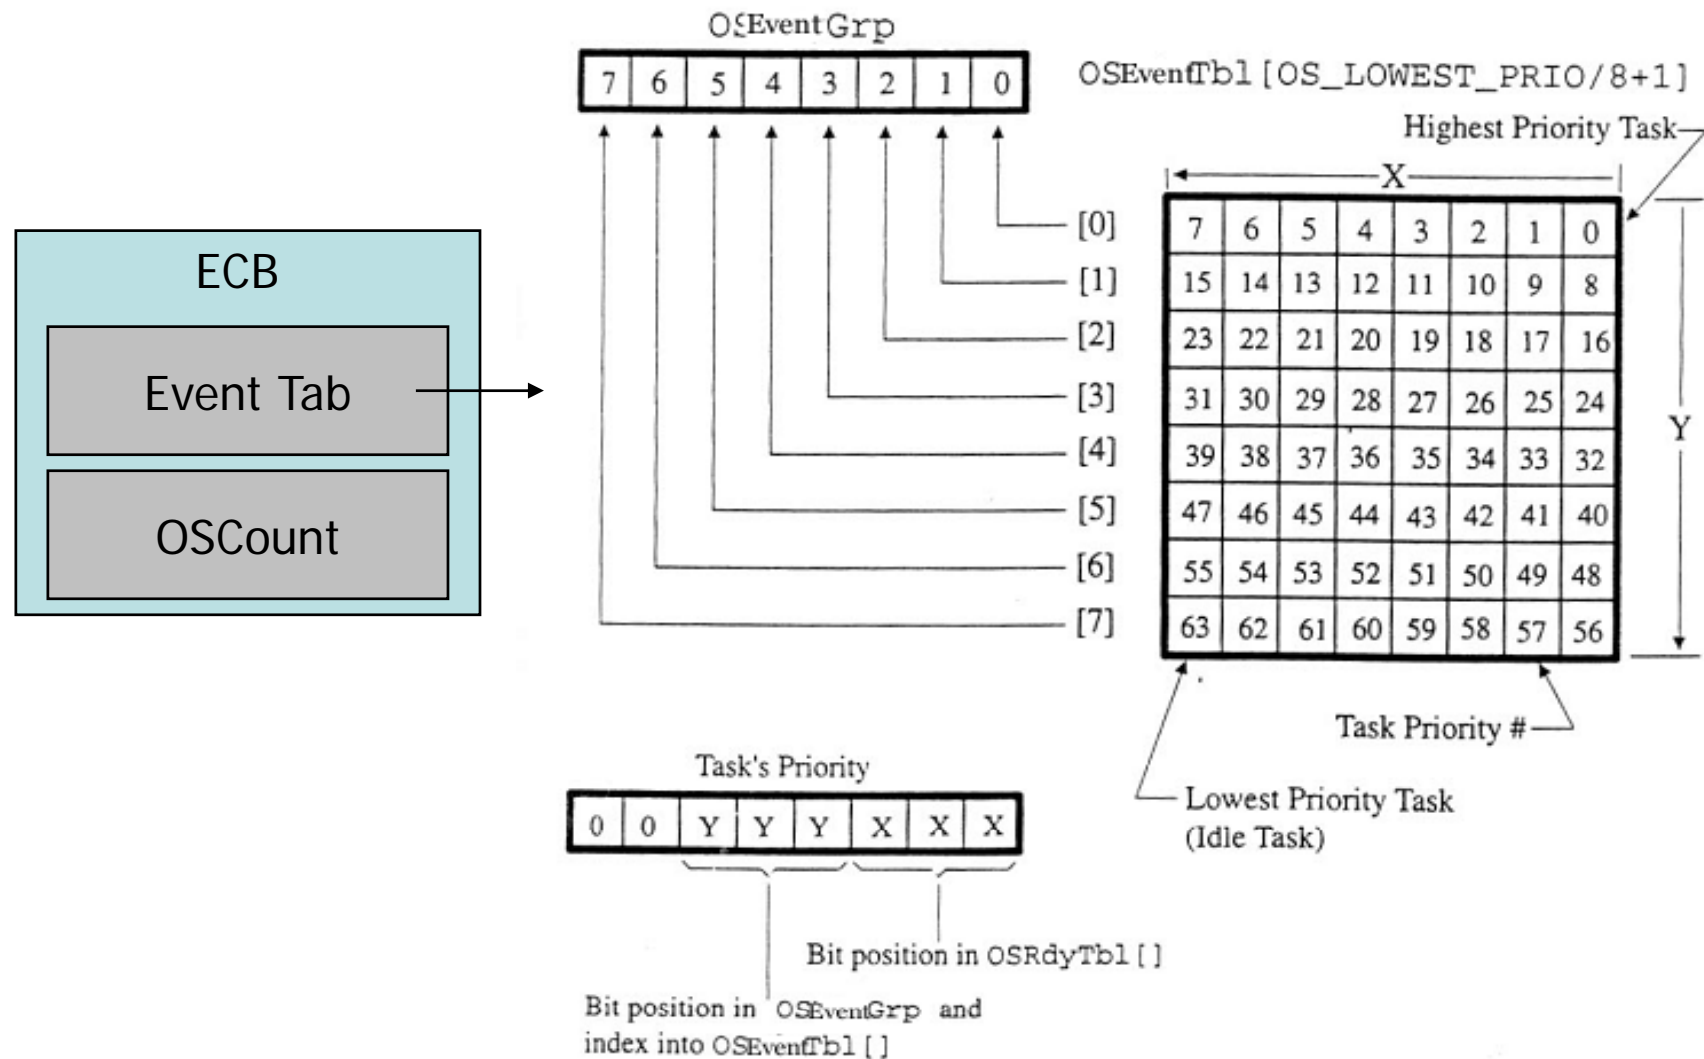 OSEventGrp
7 6 5 4 3 2 1 0
OSEventTbl[OS_LOWEST_PRIO/8+1]
Highest Priority Task
X
ECB
Event Tab
OSCount
[0] 7 6 5 4 3 2 1 0
[1] 15 14 13 12 11 10 9 8
[2] 23 22 21 20 19 18 17 16
[3] 31 30 29 28 27 26 25 24
[4] 39 38 37 36 35 34 33 32
[5] 47 46 45 44 43 42 41 40
[6] 55 54 53 52 51 50 49 48
[7] 63 62 61 60 59 58 57 56
Y
Task Priority #
Lowest Priority Task
(Idle Task)
Task's Priority
0 0 Y Y Y X X X
Bit position in OSRdyTbl[]
Bit position in OSEventGrp and
index into OSEventTbl[]